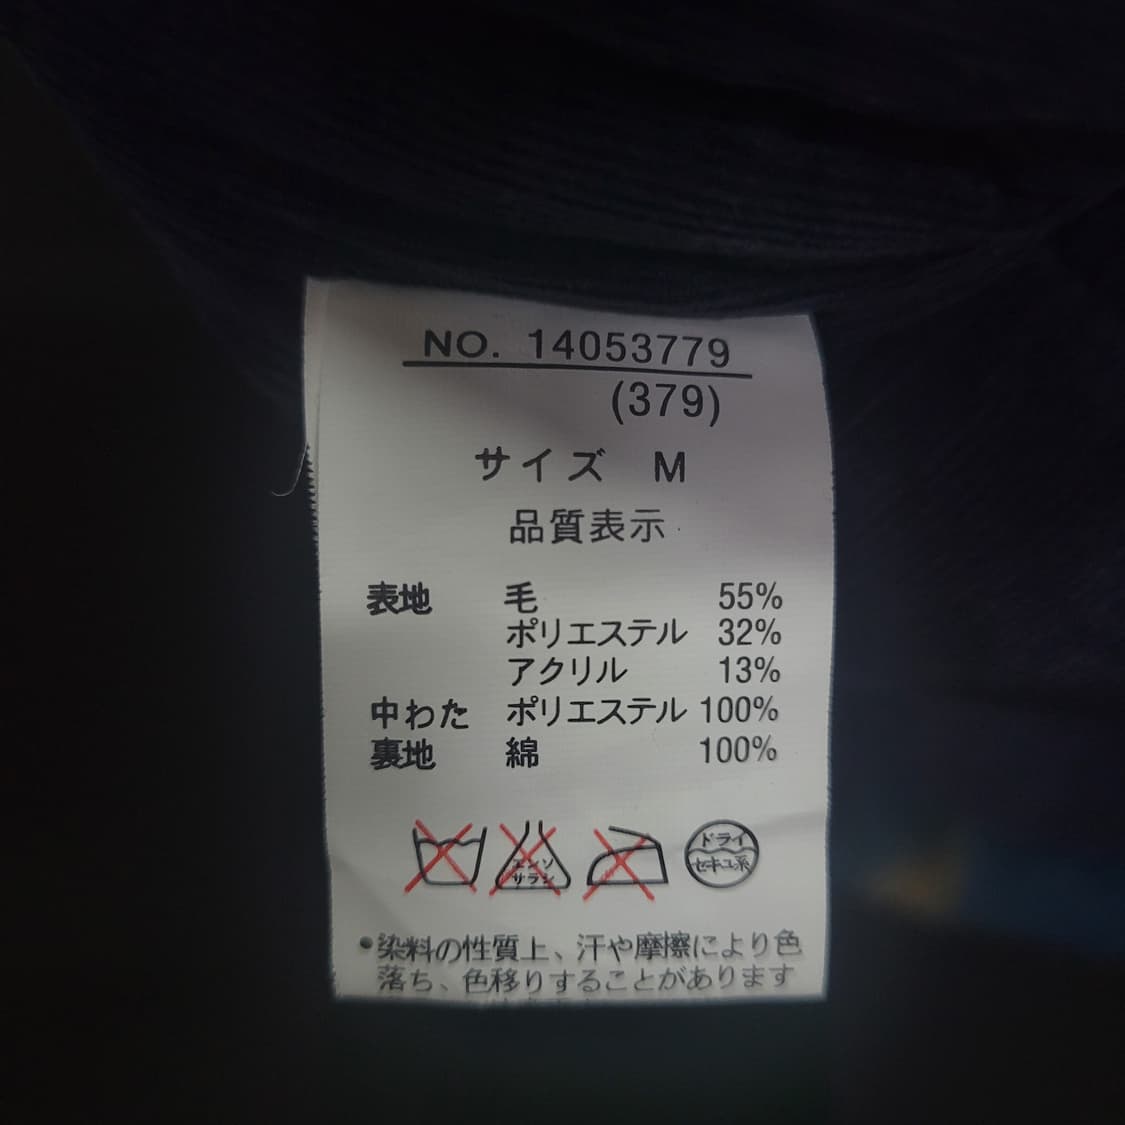 NO. 14053779
(379)
サイズ M
品質表示
表地 毛 55%
ポリエステル 32%
アクリル 13%
中わた ポリエステル 100%
裏地 綿 100%
エンソ
サラシ
ドライ
セキユ系
•染料の性質上、汗や摩擦により色
落ち、色移りすることがあります